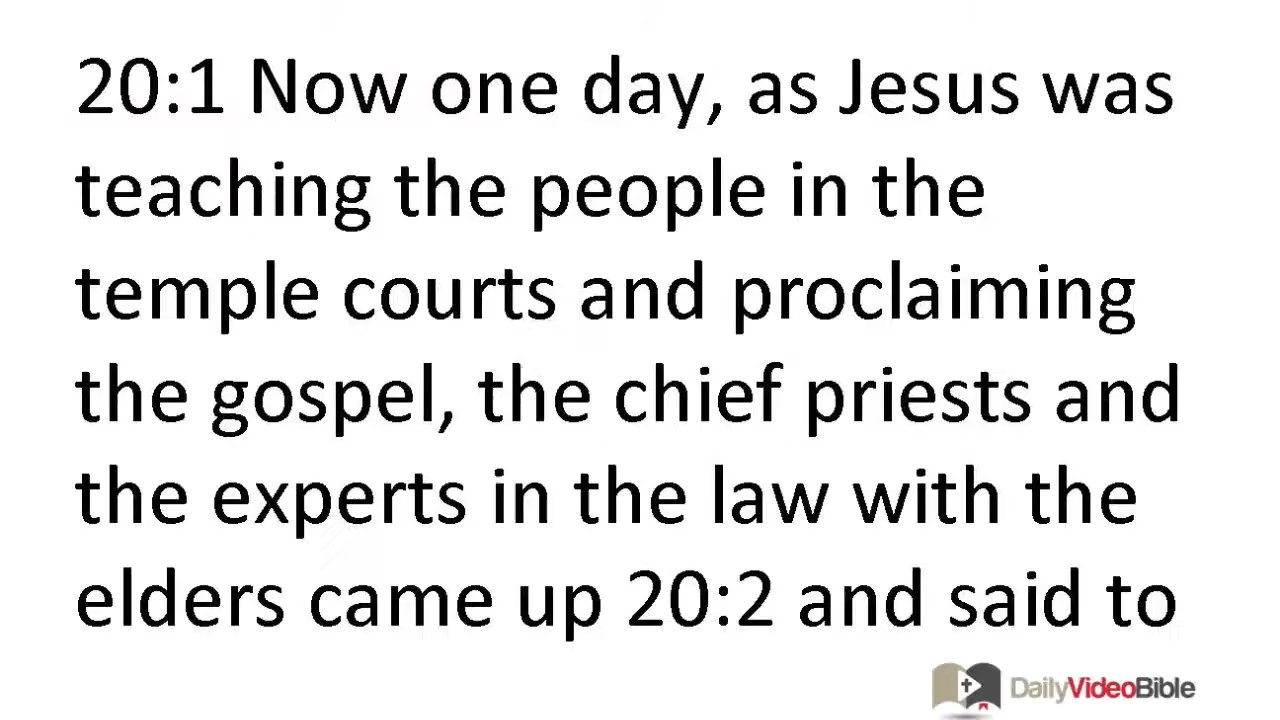 20:1 Now one day, as Jesus was
teaching the people in the
temple courts and proclaiming
the gospel, the chief priests and
the experts in the law with the
elders came up 20:2 and said to
DailyVideoBible